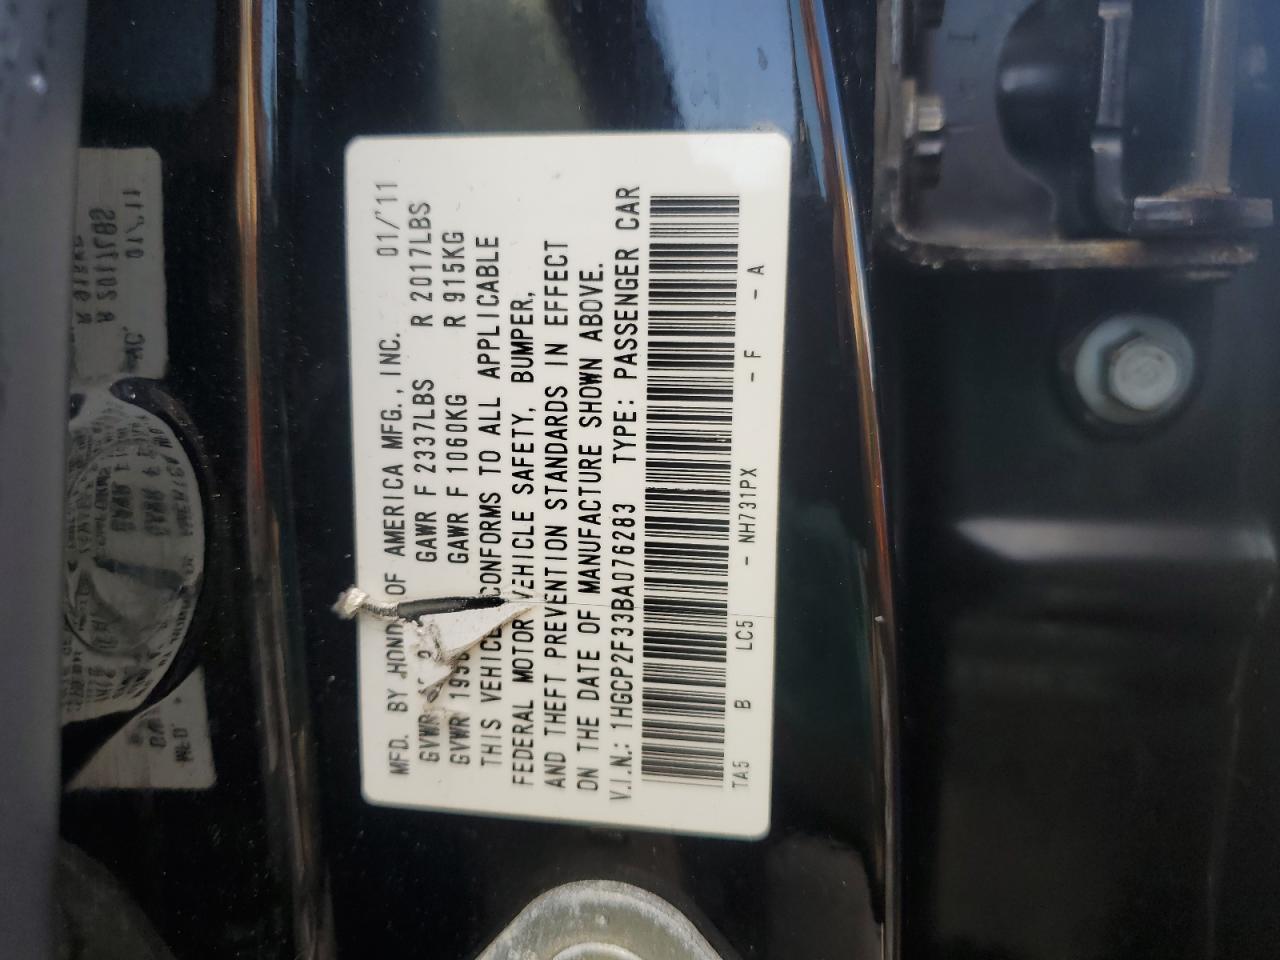 MFD. BY HONDA OF AMERICA MFG., INC. 01/'11
GVWR GAWR F 2337LBS R 2017LBS
GVWR GAWR F 1060KG R 915KG
THIS VEHICLE CONFORMS TO ALL APPLICABLE
FEDERAL MOTOR VEHICLE SAFETY, BUMPER,
AND THEFT PREVENTION STANDARDS IN EFFECT
ON THE DATE OF MANUFACTURE SHOWN ABOVE.
V.I.N.: 1HGCP2F33BA076283 TYPE: PASSENGER CAR
TA5 B LC5 - NH731PX - F - A